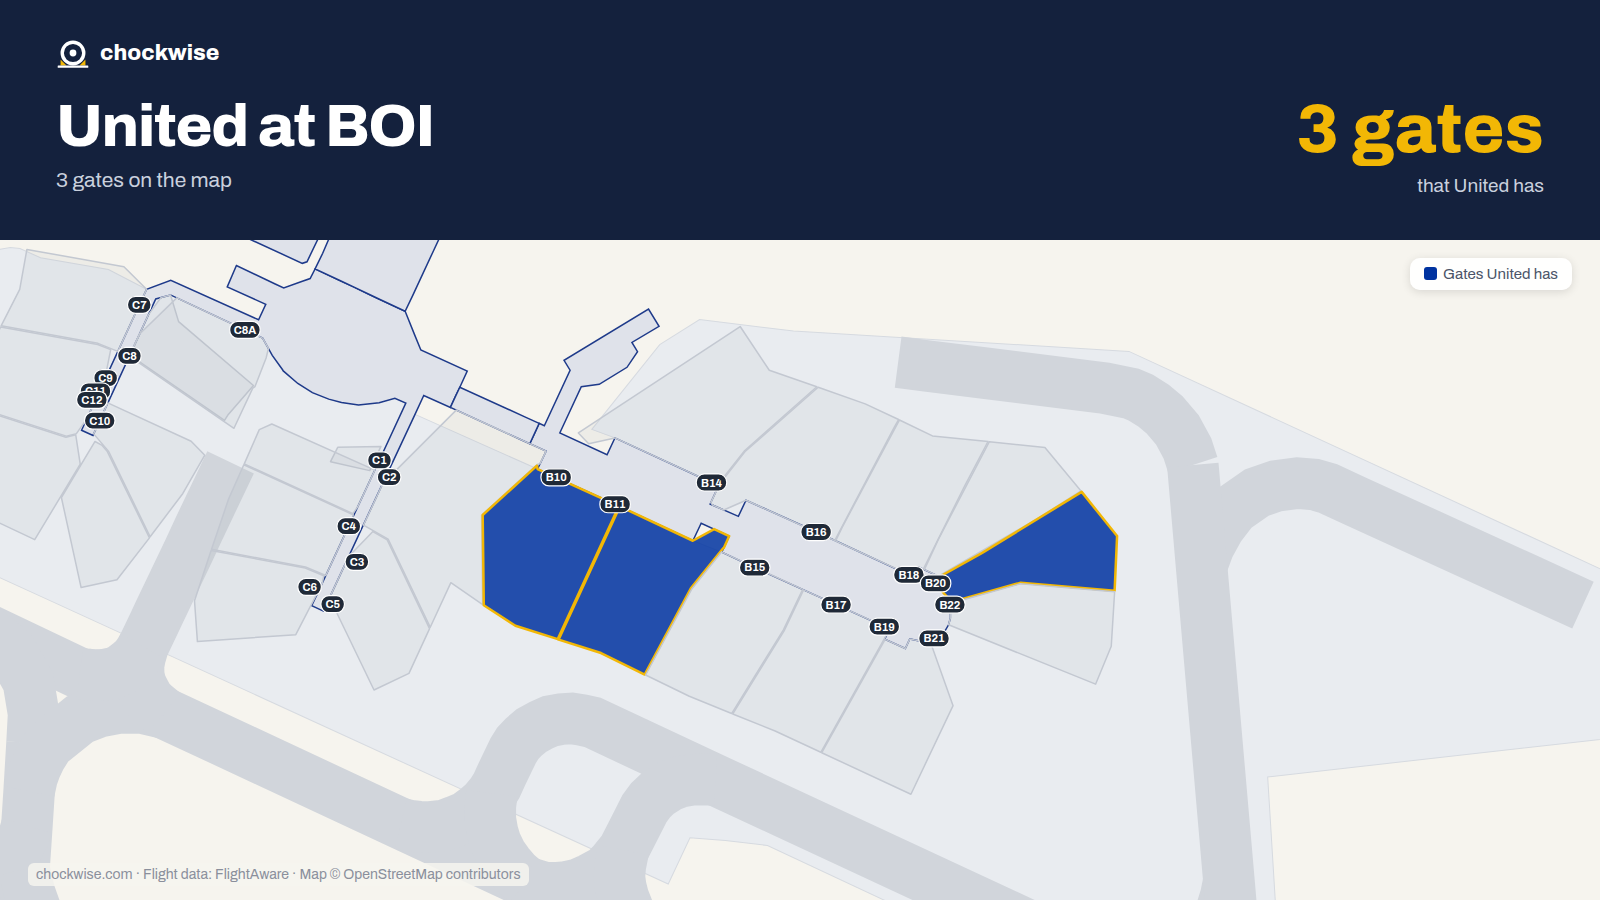 chockwise
United at BOI
3 gates on the map
3 gates
that United has
Gates United has
C7
C8A
C8
C9
C11
C12
C10
C1
C2
C4
C3
C6
C5
B10
B11
B14
B16
B15
B18
B20
B22
B17
B19
B21
chockwise.com · Flight data: FlightAware · Map © OpenStreetMap contributors